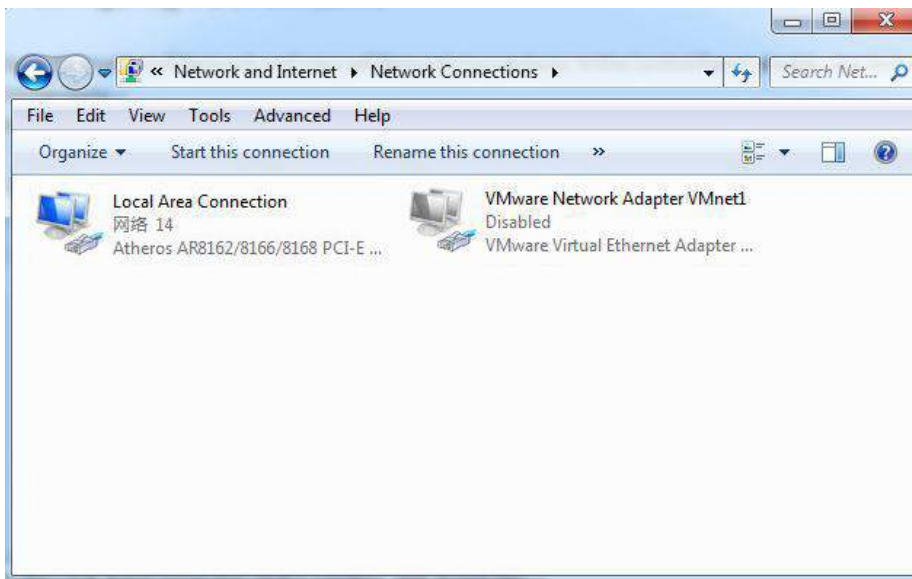 « Network and Internet ▸ Network Connections ▸
Search Net...
File Edit View Tools Advanced Help
Organize ▾ Start this connection Rename this connection »
Local Area Connection
网络 14
Atheros AR8162/8166/8168 PCI-E ...
VMware Network Adapter VMnet1
Disabled
VMware Virtual Ethernet Adapter ...